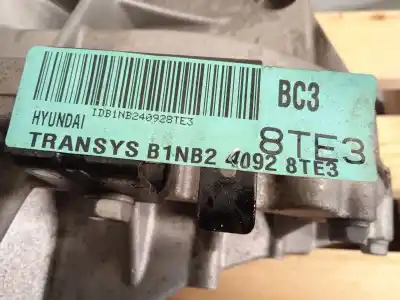 BC3
IDB1NB240928TE3
HYUNDAI
8TE3
TRANSYS B1NB2 4092 8TE3